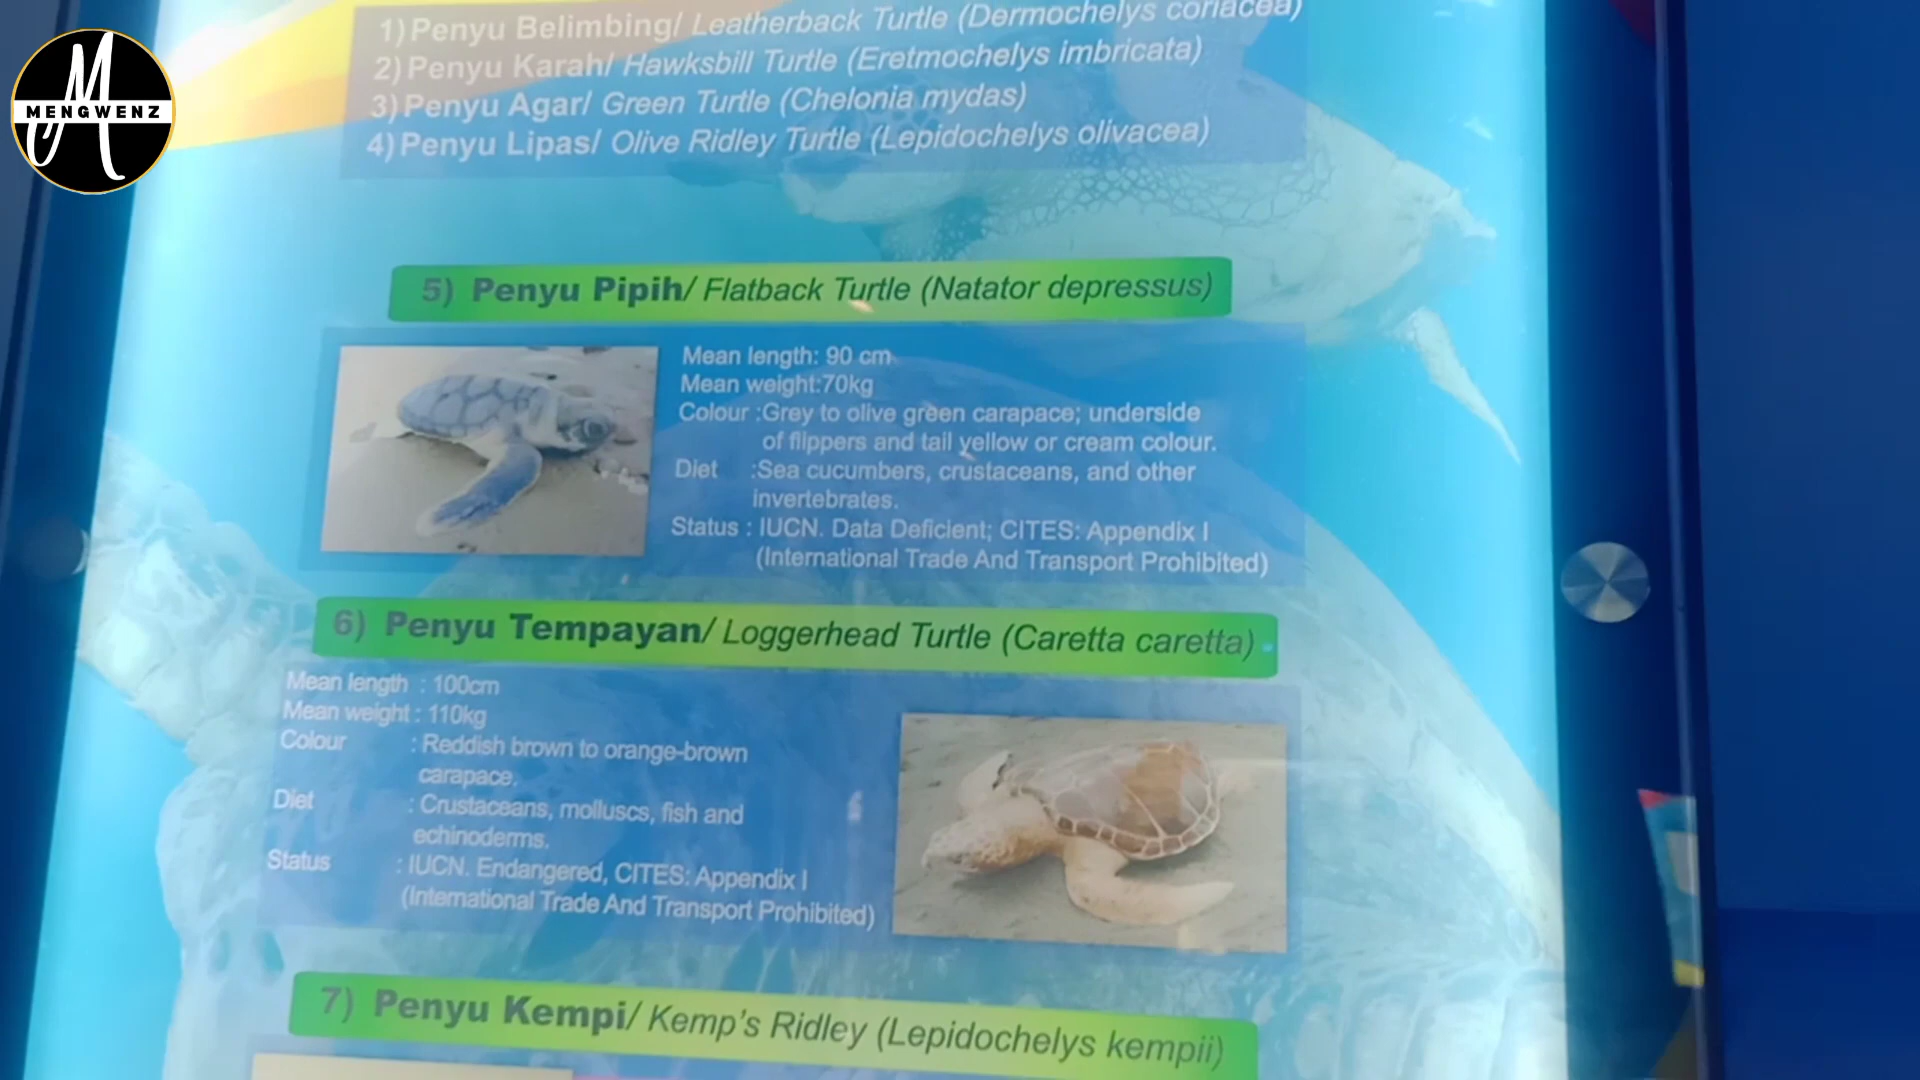 MENGWENZ
1) Penyu Belimbing/ Leatherback Turtle (Dermochelys coriacea)
2) Penyu Karah/ Hawksbill Turtle (Eretmochelys imbricata)
3) Penyu Agar/ Green Turtle (Chelonia mydas)
4) Penyu Lipas/ Olive Ridley Turtle (Lepidochelys olivacea)
5) Penyu Pipih/ Flatback Turtle (Natator depressus)
Mean length: 90 cm
Mean weight:70kg
Colour :Grey to olive green carapace; underside
of flippers and tail yellow or cream colour.
Diet :Sea cucumbers, crustaceans, and other
invertebrates.
Status : IUCN. Data Deficient; CITES: Appendix I
(International Trade And Transport Prohibited)
6) Penyu Tempayan/ Loggerhead Turtle (Caretta caretta)
Mean length : 100cm
Mean weight : 110kg
Colour : Reddish brown to orange-brown
carapace.
Diet : Crustaceans, molluscs, fish and
echinoderms.
Status : IUCN. Endangered, CITES: Appendix I
(International Trade And Transport Prohibited)
7) Penyu Kempi/ Kemp's Ridley (Lepidochelys kempii)